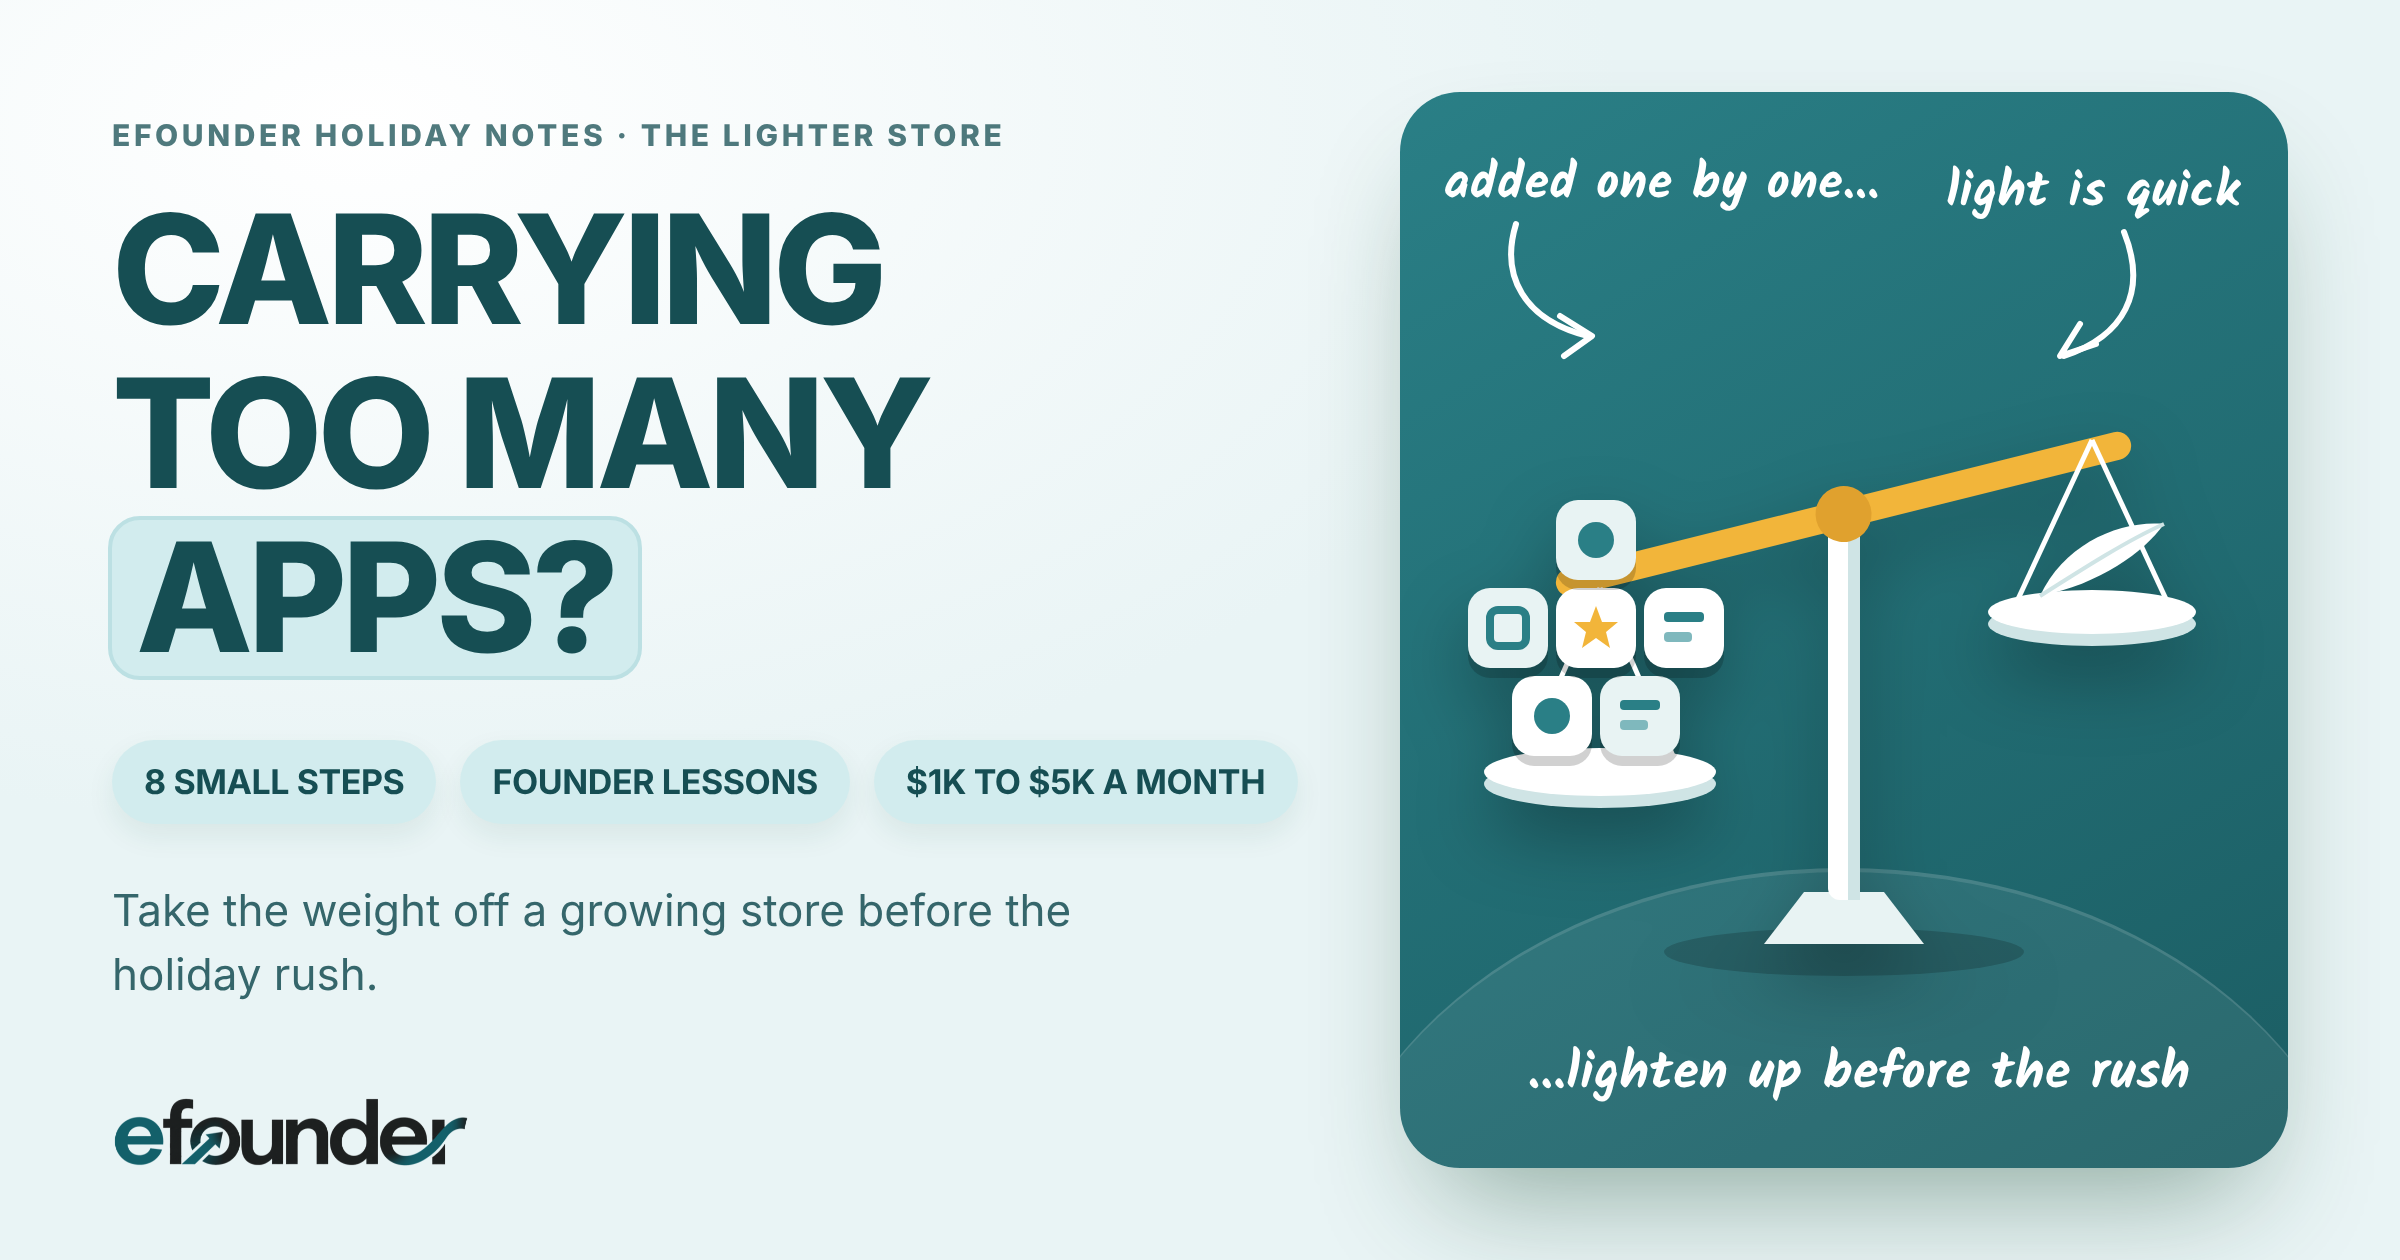 EFOUNDER HOLIDAY NOTES · THE LIGHTER STORE
CARRYING
TOO MANY
APPS?
8 SMALL STEPS
FOUNDER LESSONS
$1K TO $5K A MONTH
Take the weight off a growing store before the
holiday rush.
efounder
added one by one...
light is quick
...lighten up before the rush